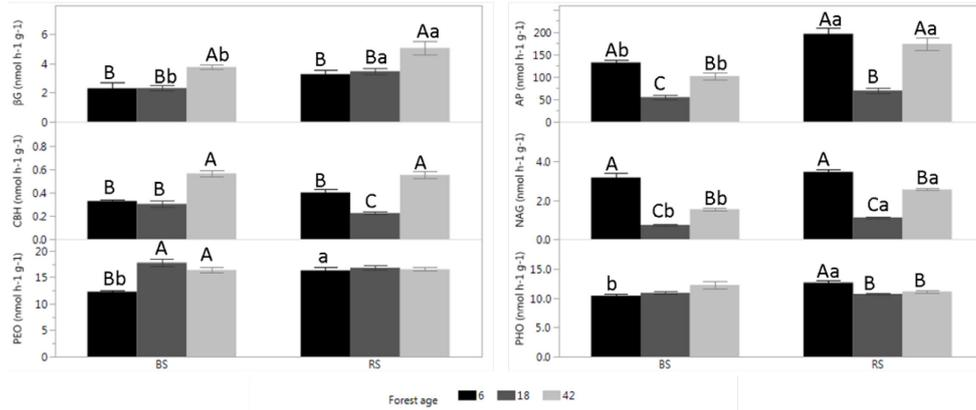 βG (nmol h-1 g-1)
6
4
2
0
B
Bb
Ab
B
Ba
Aa
CBH (nmol h-1 g-1)
0.8
0.6
0.4
0.2
0.0
B
B
A
B
C
A
PEO (nmol h-1 g-1)
20
15
10
5
0
Bb
A
A
a
BS
RS
AP (nmol h-1 g-1)
200
150
100
50
0
Ab
C
Bb
Aa
B
Aa
NAG (nmol h-1 g-1)
4.0
2.0
0.0
A
Cb
Bb
A
Ca
Ba
PHO (nmol h-1 g-1)
15.0
10.0
5.0
0.0
b
Aa
B
B
BS
RS
Forest age 6 18 42